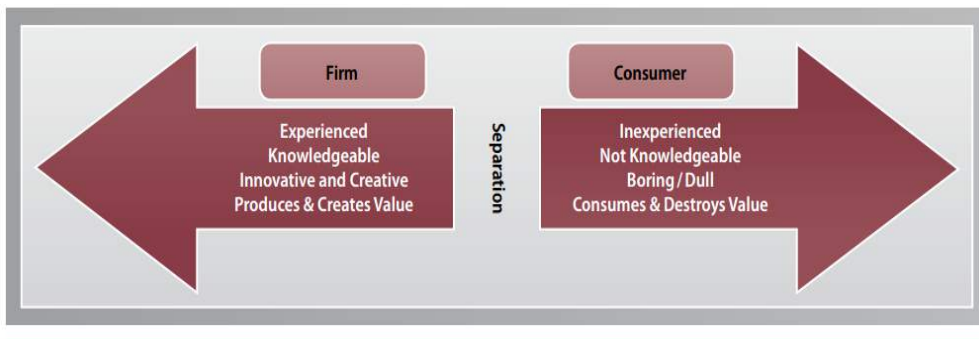 Firm
Experienced
Knowledgeable
Innovative and Creative
Produces & Creates Value
Separation
Consumer
Inexperienced
Not Knowledgeable
Boring / Dull
Consumes & Destroys Value